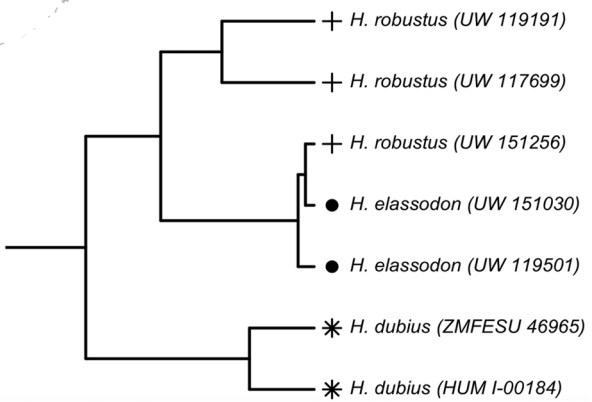 H. robustus (UW 119191)
H. robustus (UW 117699)
H. robustus (UW 151256)
H. elassodon (UW 151030)
H. elassodon (UW 119501)
H. dubius (ZMFESU 46965)
H. dubius (HUM I-00184)